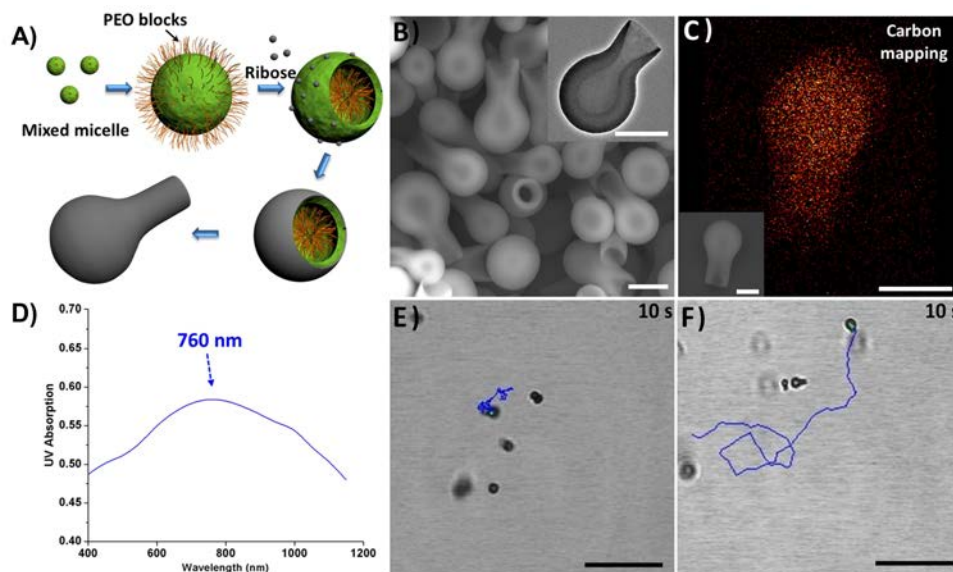 A)
PEO blocks
Ribose
Mixed micelle
B)
C)
Carbon
mapping
D)
0.70
0.65
0.60
0.55
0.50
0.45
0.40
UV Absorption
760 nm
400
600
800
1000
1200
Wavelength (nm)
E)
10 s
F)
10 s